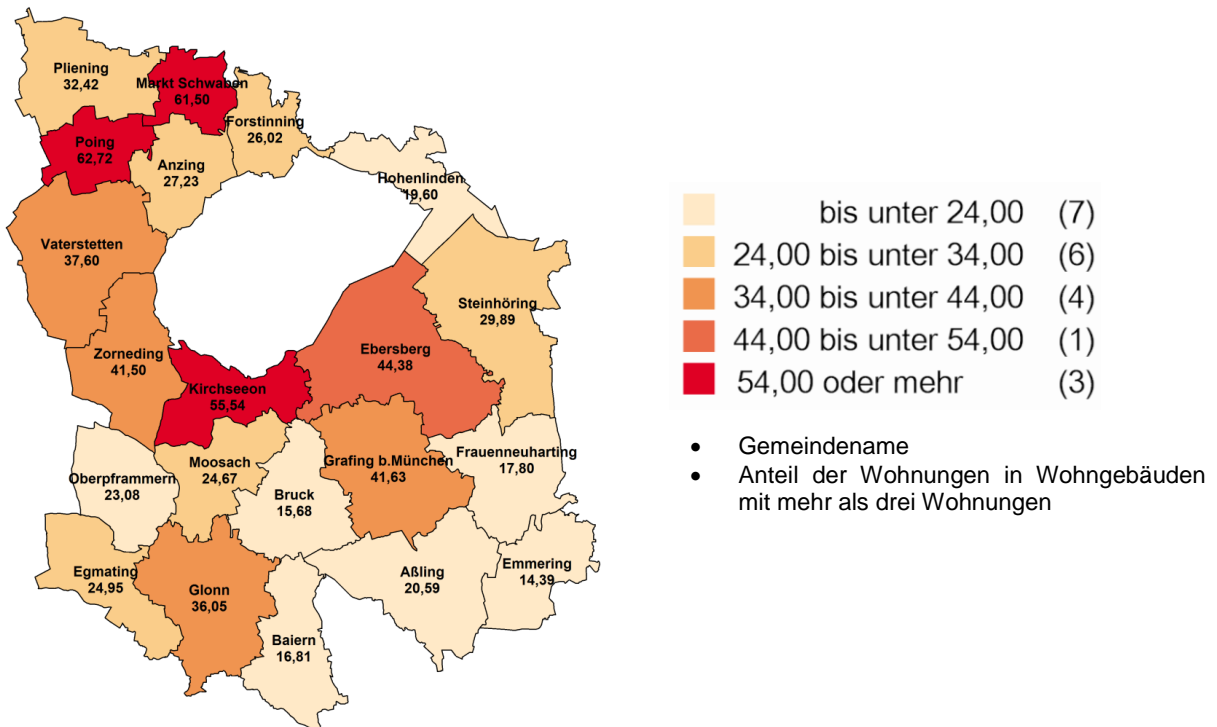 Pliening
32,42
Markt Schwaben
61,50
Forstinning
26,02
Poing
62,72
Anzing
27,23
Hohenlinden
19,60
Vaterstetten
37,60
Steinhöring
29,89
Zorneding
41,50
Ebersberg
44,38
Kirchseeon
55,54
Oberpframmern
23,08
Moosach
24,67
Bruck
15,68
Grafing b.München
41,63
Frauenneuharting
17,80
Egmating
24,95
Glonn
36,05
Baiern
16,81
Aßling
20,59
Emmering
14,39
bis unter 24,00 (7)
24,00 bis unter 34,00 (6)
34,00 bis unter 44,00 (4)
44,00 bis unter 54,00 (1)
54,00 oder mehr (3)
• Gemeindename
• Anteil der Wohnungen in Wohngebäuden
mit mehr als drei Wohnungen